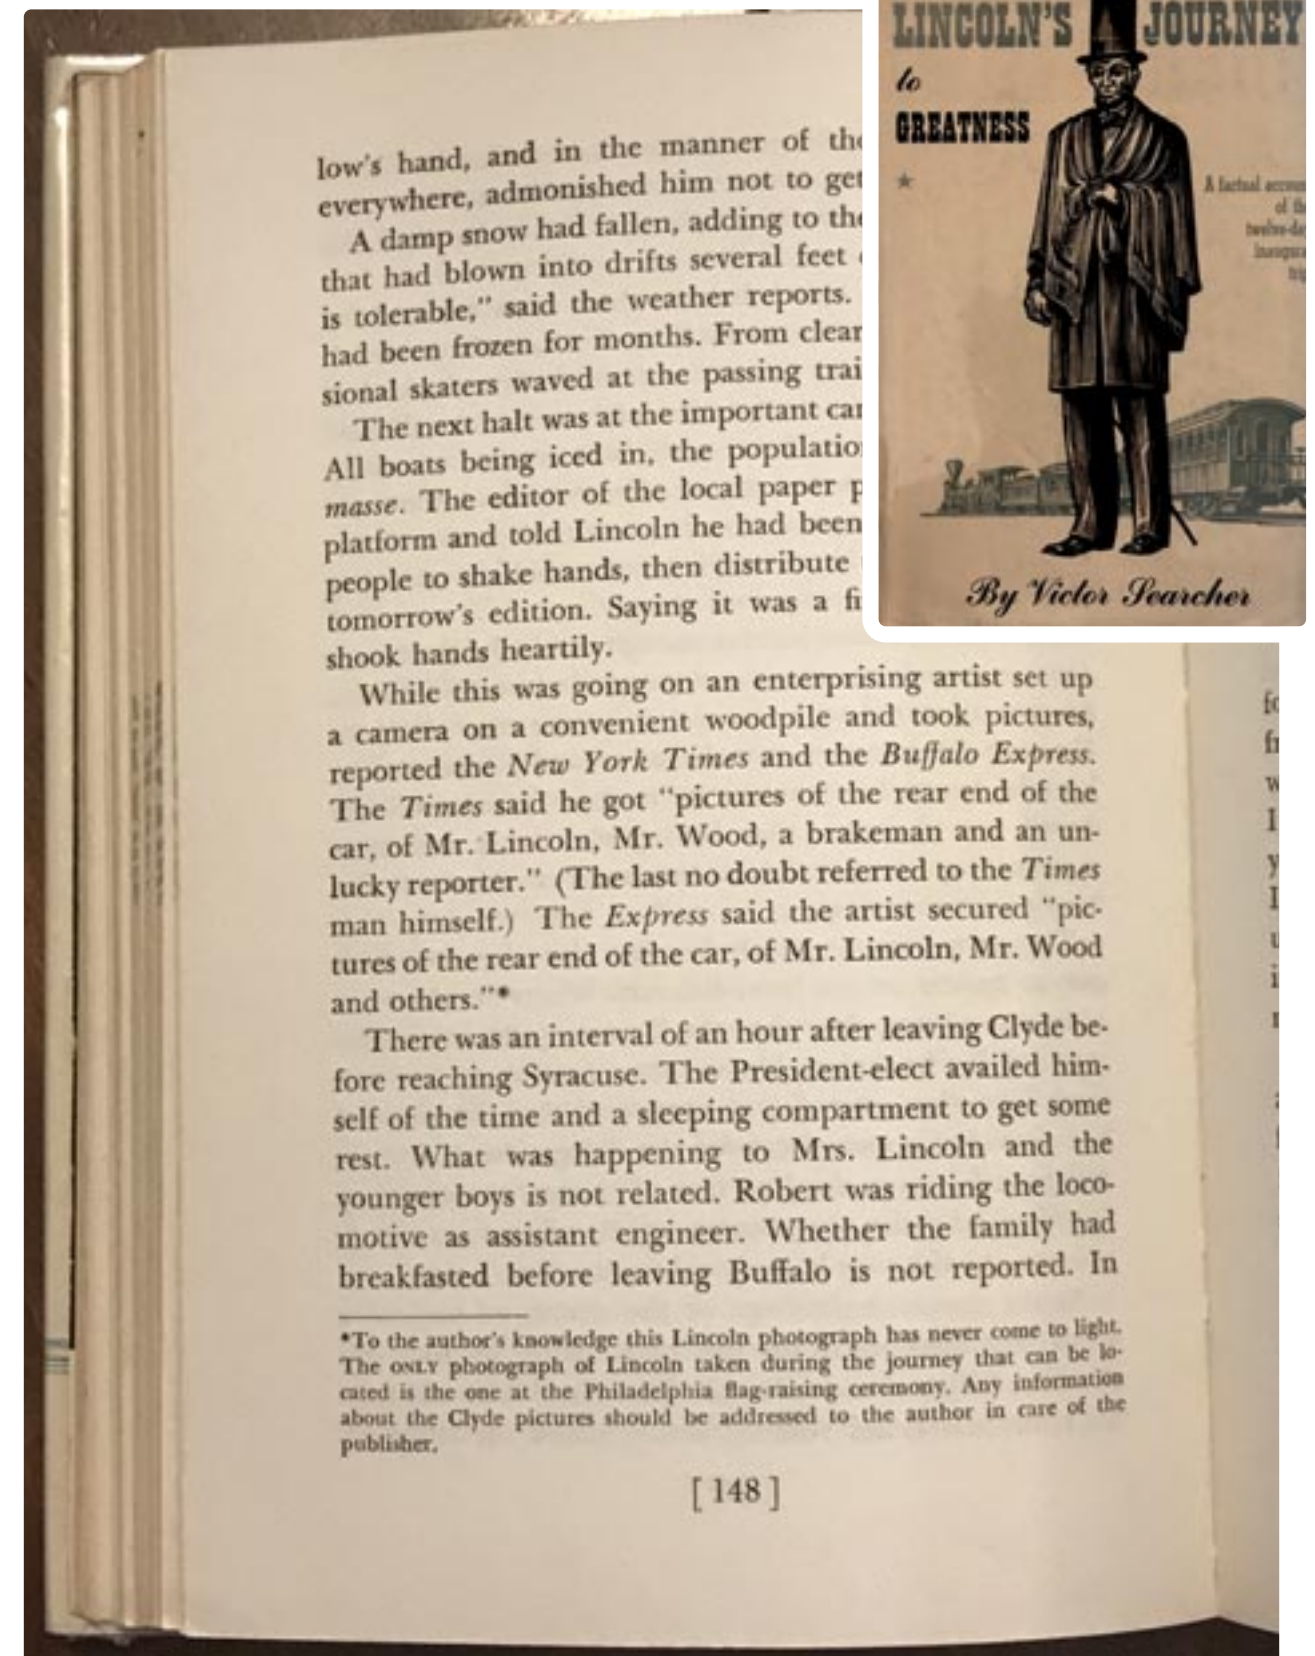 low's hand, and in the manner of the
everywhere, admonished him not to get
A damp snow had fallen, adding to the
that had blown into drifts several feet
is tolerable," said the weather reports.
had been frozen for months. From clear
sional skaters waved at the passing trai
The next halt was at the important
All boats being iced in, the populatio
masse. The editor of the local paper p
platform and told Lincoln he had been
people to shake hands, then distribute
tomorrow's edition. Saying it was a fi
shook hands heartily.
While this was going on an enterprising artist set up
a camera on a convenient woodpile and took pictures,
reported the New York Times and the Buffalo Express.
The Times said he got "pictures of the rear end of the
car, of Mr. Lincoln, Mr. Wood, a brakeman and an un-
lucky reporter." (The last no doubt referred to the Times
man himself.) The Express said the artist secured "pic-
tures of the rear end of the car, of Mr. Lincoln, Mr. Wood
and others."*
There was an interval of an hour after leaving Clyde be-
fore reaching Syracuse. The President-elect availed him-
self of the time and a sleeping compartment to get some
rest. What was happening to Mrs. Lincoln and the
younger boys is not related. Robert was riding the loco-
motive as assistant engineer. Whether the family had
breakfasted before leaving Buffalo is not reported. In
*To the author's knowledge this Lincoln photograph has never come to light.
The ONLY photograph of Lincoln taken during the journey that can be lo-
cated is the one at the Philadelphia flag-raising ceremony. Any information
about the Clyde pictures should be addressed to the author in care of the
publisher.
[ 148 ]
LINCOLN'S JOURNEY
to
GREATNESS
A factual accoun
of the
twelve-day
inaugura
trip
By Victor Searcher